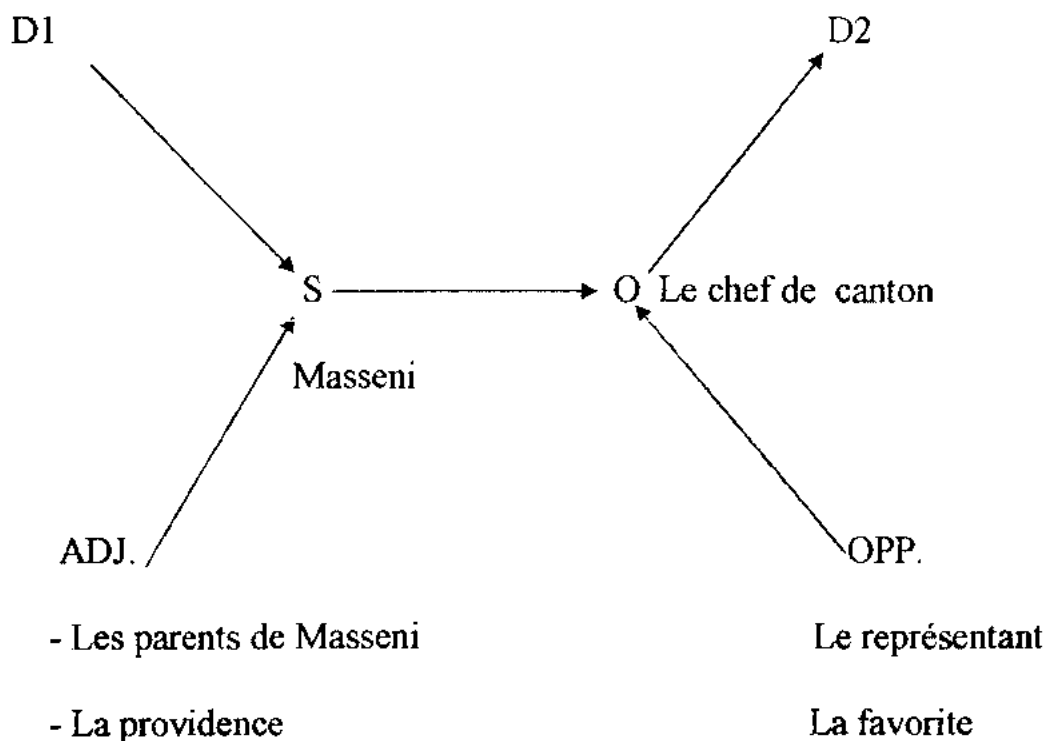 D1 D2
S O Le chef de canton
Masseni
ADJ. OPP.
- Les parents de Masseni Le représentant
- La providence La favorite